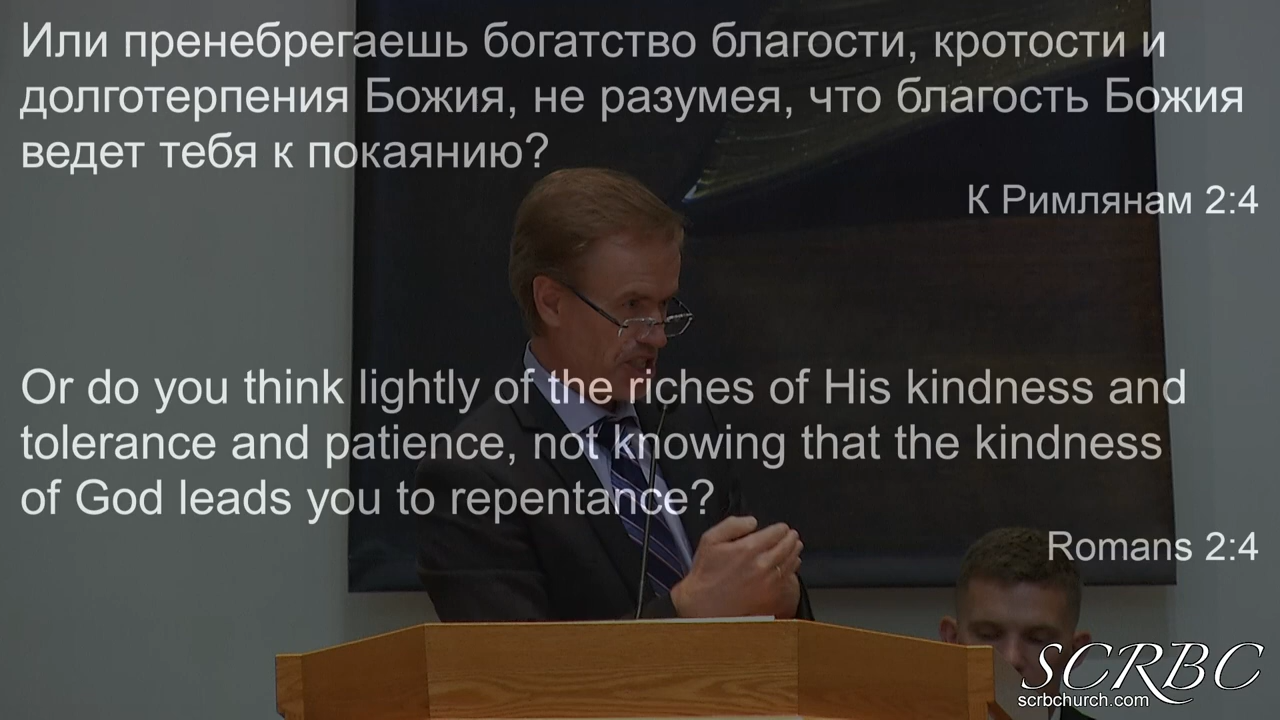 Или пренебрегаешь богатство благости, кротости и
долготерпения Божия, не разумея, что благость Божия
ведет тебя к покаянию?
К Римлянам 2:4
Or do you think lightly of the riches of His kindness and
tolerance and patience, not knowing that the kindness
of God leads you to repentance?
Romans 2:4
SCRBC
scrbchurch.com